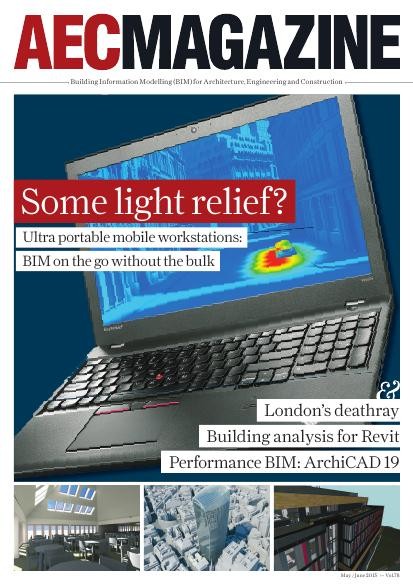 AECMAGAZINE
Building Information Modelling (BIM) for Architecture, Engineering and Construction
Some light relief?
Ultra portable mobile workstations:
BIM on the go without the bulk
&
London's deathray
Building analysis for Revit
Performance BIM: ArchiCAD 19
May / June 2015 >> Vol.78